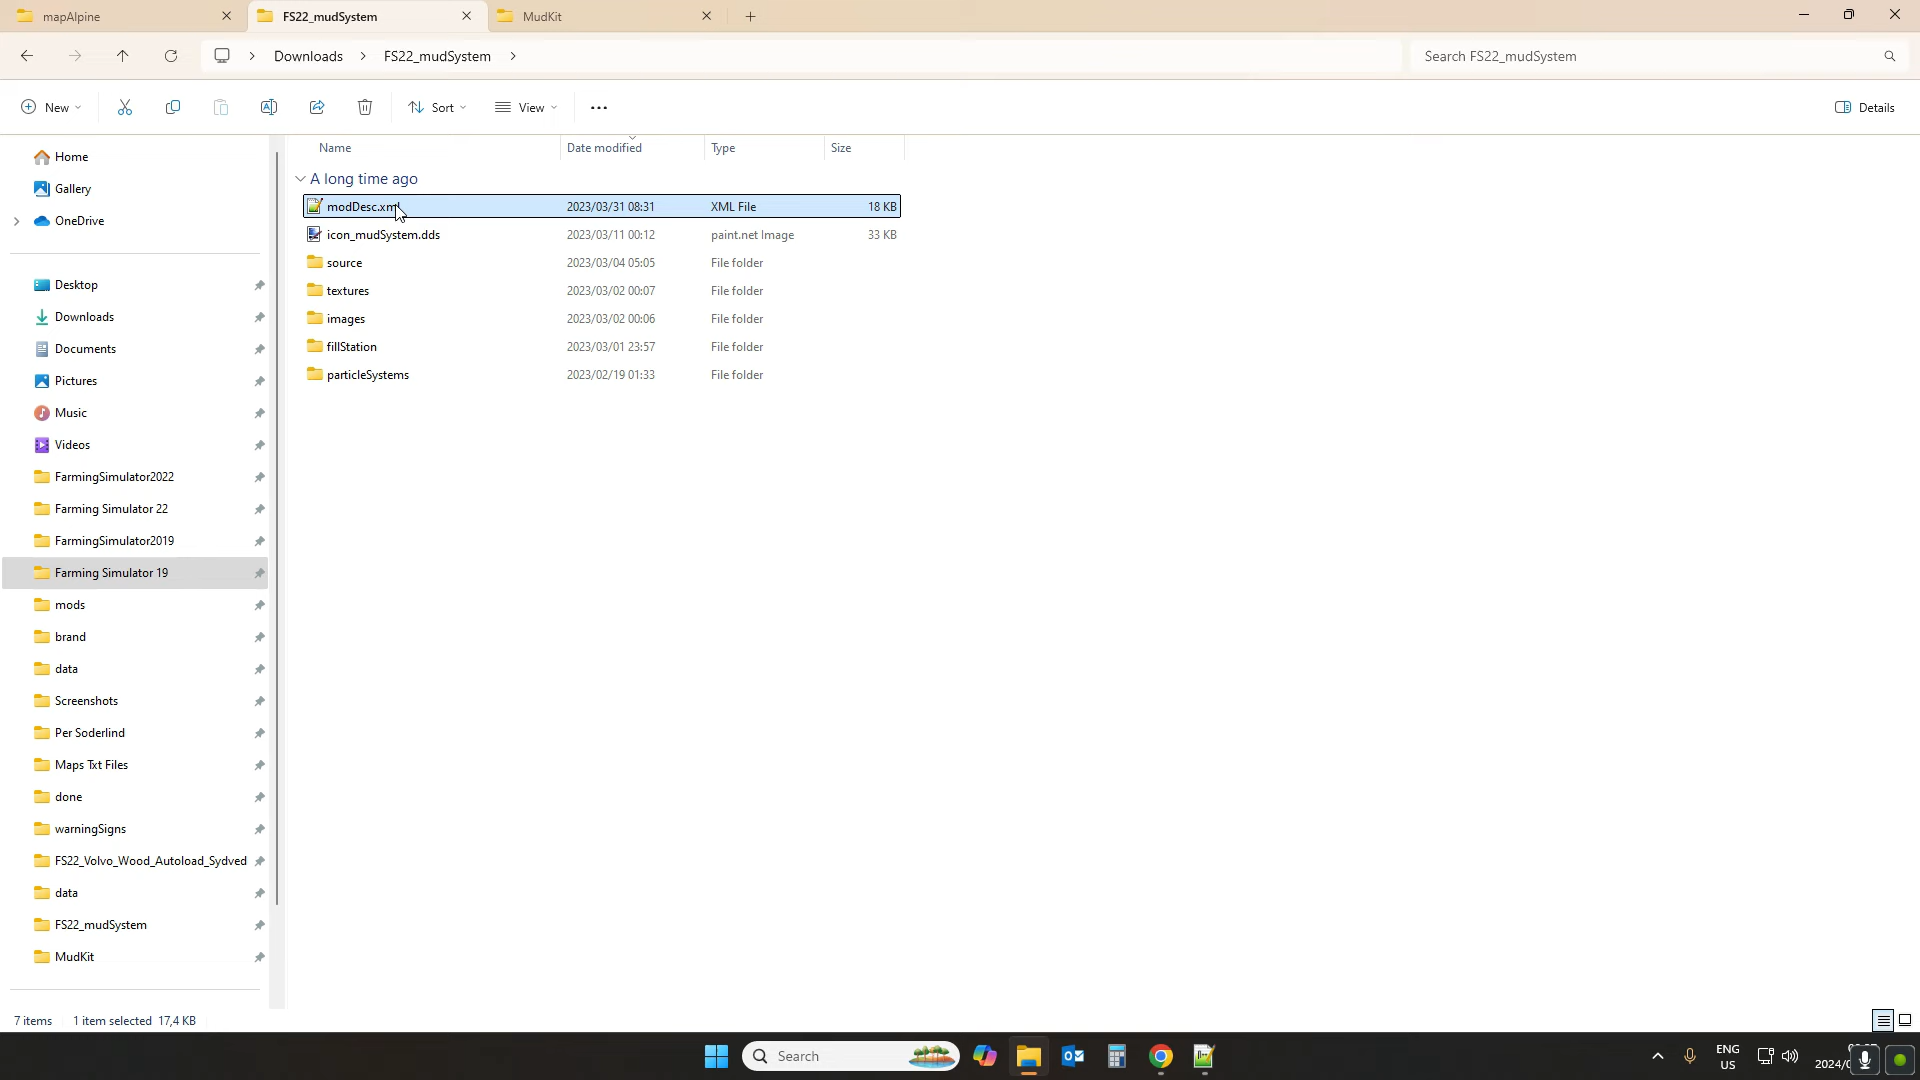 mapAlpine
FS22_mudSystem
MudKit
Downloads
FS22_mudSystem
Search FS22_mudSystem
New
Sort
View
Details
Name
Date modified
Type
Size
A long time ago
modDesc.xml
2023/03/31 08:31
XML File
18 KB
icon_mudSystem.dds
2023/03/11 00:12
paint.net Image
33 KB
source
2023/03/04 05:05
File folder
textures
2023/03/02 00:07
File folder
images
2023/03/02 00:06
File folder
fillStation
2023/03/01 23:57
File folder
particleSystems
2023/02/19 01:33
File folder
Home
Gallery
OneDrive
Desktop
Downloads
Documents
Pictures
Music
Videos
FarmingSimulator2022
Farming Simulator 22
FarmingSimulator2019
Farming Simulator 19
mods
brand
data
Screenshots
Per Soderlind
Maps Txt Files
done
warningSigns
FS22_Volvo_Wood_Autoload_Sydved
data
FS22_mudSystem
MudKit
7 items
1 item selected 17,4 KB
Search
ENG
US
2024/